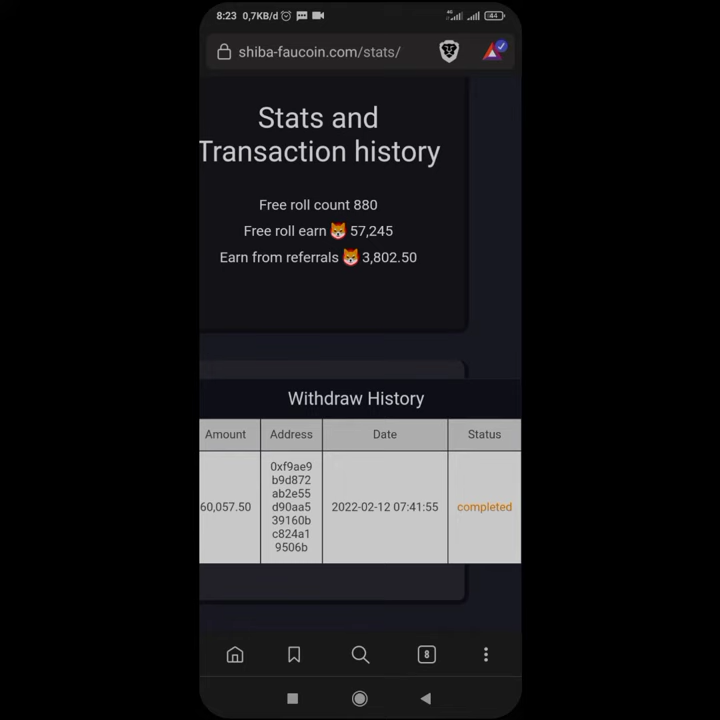 8:23 0,7KB/d 4G 44
shiba-faucoin.com/stats/
Stats and
Transaction history
Free roll count 880
Free roll earn 57,245
Earn from referrals 3,802.50
Withdraw History
Amount Address Date Status
60,057.50 0xf9ae9
b9d872
ab2e55
d90aa5
39160b
c824a1
9506b 2022-02-12 07:41:55 completed
8